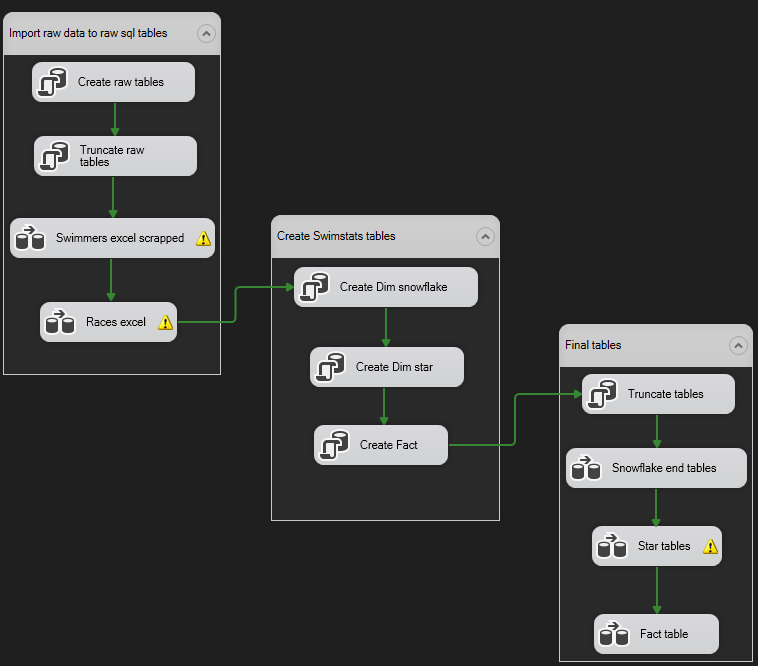 Import raw data to raw sql tables
Create raw tables
Truncate raw
tables
Swimmers excel scrapped
Races excel
Create Swimstats tables
Create Dim snowflake
Create Dim star
Create Fact
Final tables
Truncate tables
Snowflake end tables
Star tables
Fact table